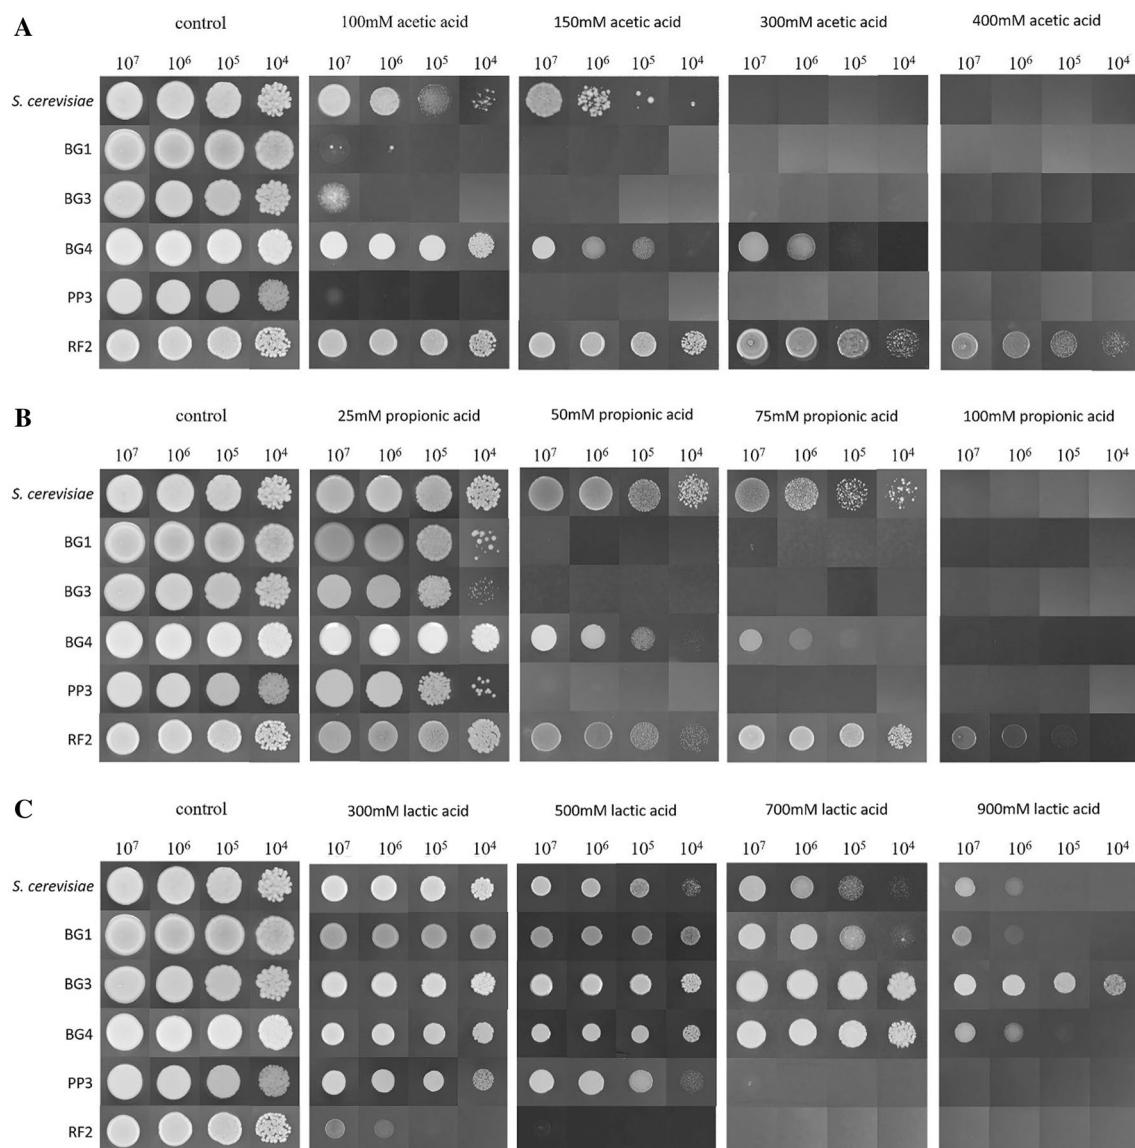 A
control 100mM acetic acid 150mM acetic acid 300mM acetic acid 400mM acetic acid
10⁷ 10⁶ 10⁵ 10⁴ 10⁷ 10⁶ 10⁵ 10⁴ 10⁷ 10⁶ 10⁵ 10⁴ 10⁷ 10⁶ 10⁵ 10⁴ 10⁷ 10⁶ 10⁵ 10⁴
S. cerevisiae
BG1
BG3
BG4
PP3
RF2
B
control 25mM propionic acid 50mM propionic acid 75mM propionic acid 100mM propionic acid
10⁷ 10⁶ 10⁵ 10⁴ 10⁷ 10⁶ 10⁵ 10⁴ 10⁷ 10⁶ 10⁵ 10⁴ 10⁷ 10⁶ 10⁵ 10⁴ 10⁷ 10⁶ 10⁵ 10⁴
S. cerevisiae
BG1
BG3
BG4
PP3
RF2
C
control 300mM lactic acid 500mM lactic acid 700mM lactic acid 900mM lactic acid
10⁷ 10⁶ 10⁵ 10⁴ 10⁷ 10⁶ 10⁵ 10⁴ 10⁷ 10⁶ 10⁵ 10⁴ 10⁷ 10⁶ 10⁵ 10⁴ 10⁷ 10⁶ 10⁵ 10⁴
S. cerevisiae
BG1
BG3
BG4
PP3
RF2